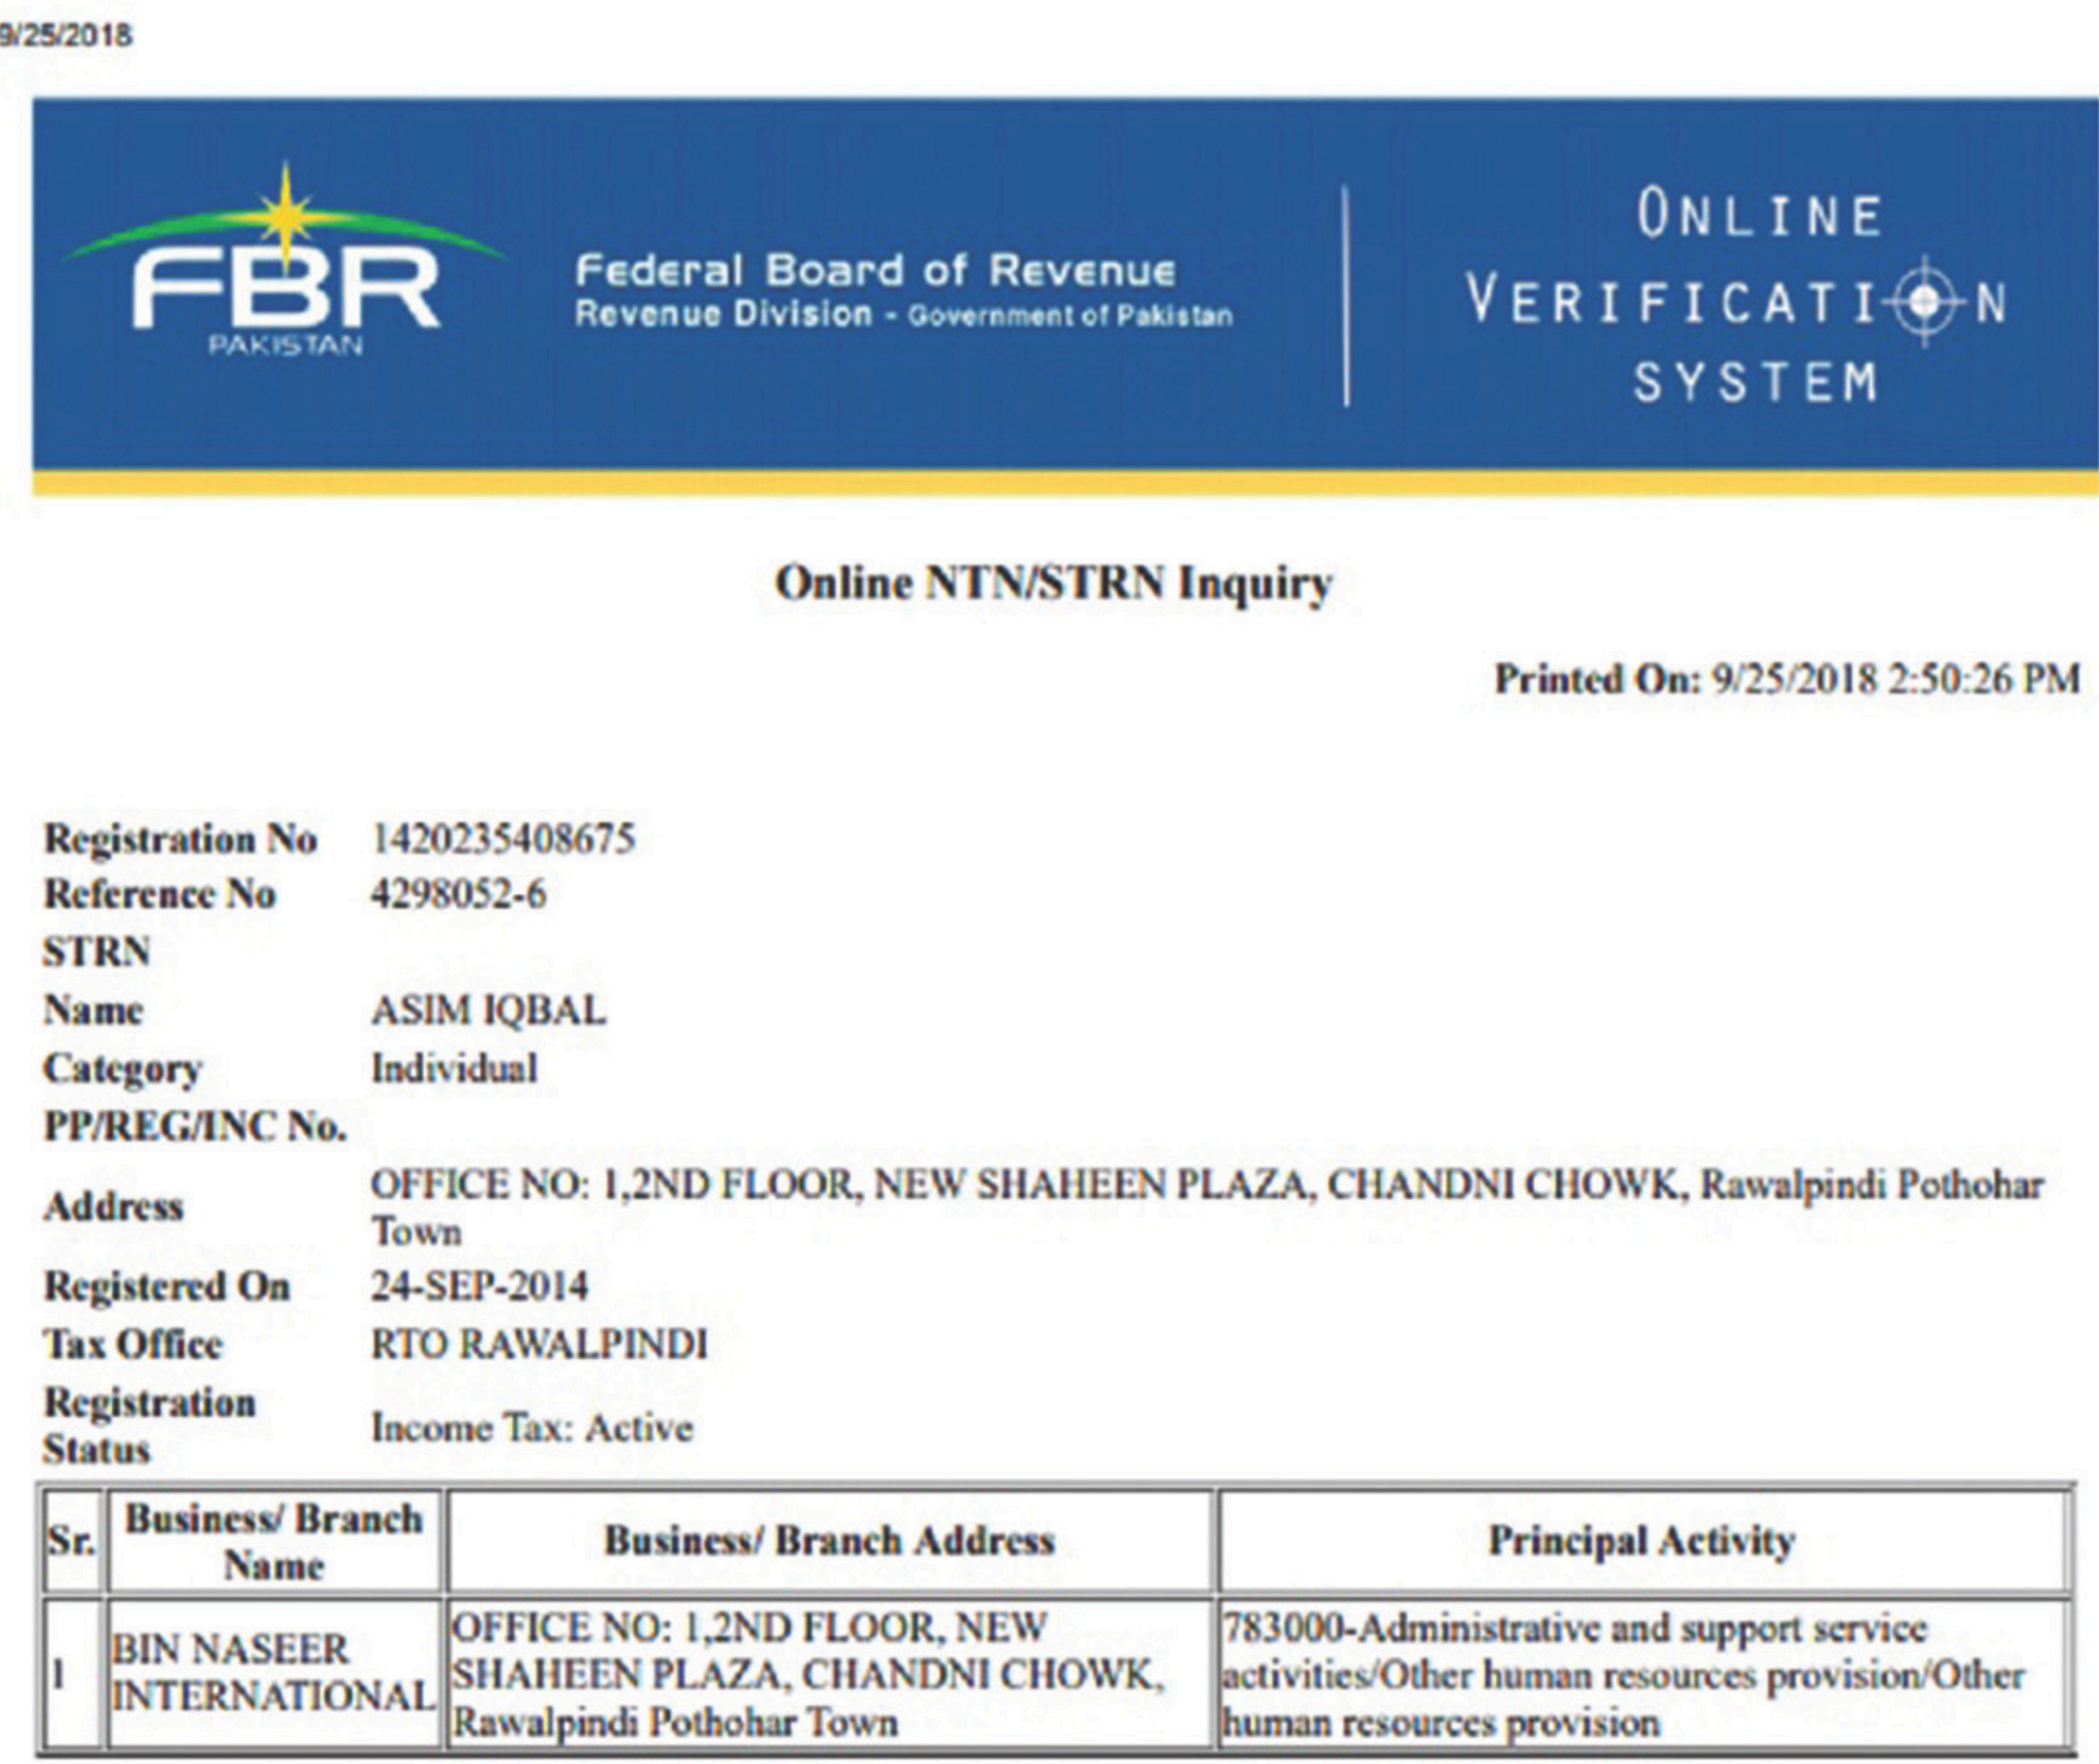 9/25/2018
FBR
PAKISTAN
Federal Board of Revenue
Revenue Division - Government of Pakistan
ONLINE
VERIFICATION
SYSTEM
Online NTN/STRN Inquiry
Printed On: 9/25/2018 2:50:26 PM
Registration No 1420235408675
Reference No 4298052-6
STRN
Name ASIM IQBAL
Category Individual
PP/REG/INC No.
Address OFFICE NO: 1,2ND FLOOR, NEW SHAHEEN PLAZA, CHANDNI CHOWK, Rawalpindi Pothohar
Town
Registered On 24-SEP-2014
Tax Office RTO RAWALPINDI
Registration
Status
Income Tax: Active
Sr.
Business/ Branch
Name
Business/ Branch Address
Principal Activity
1
BIN NASEER
INTERNATIONAL
OFFICE NO: 1,2ND FLOOR, NEW
SHAHEEN PLAZA, CHANDNI CHOWK,
Rawalpindi Pothohar Town
783000-Administrative and support service
activities/Other human resources provision/Other
human resources provision